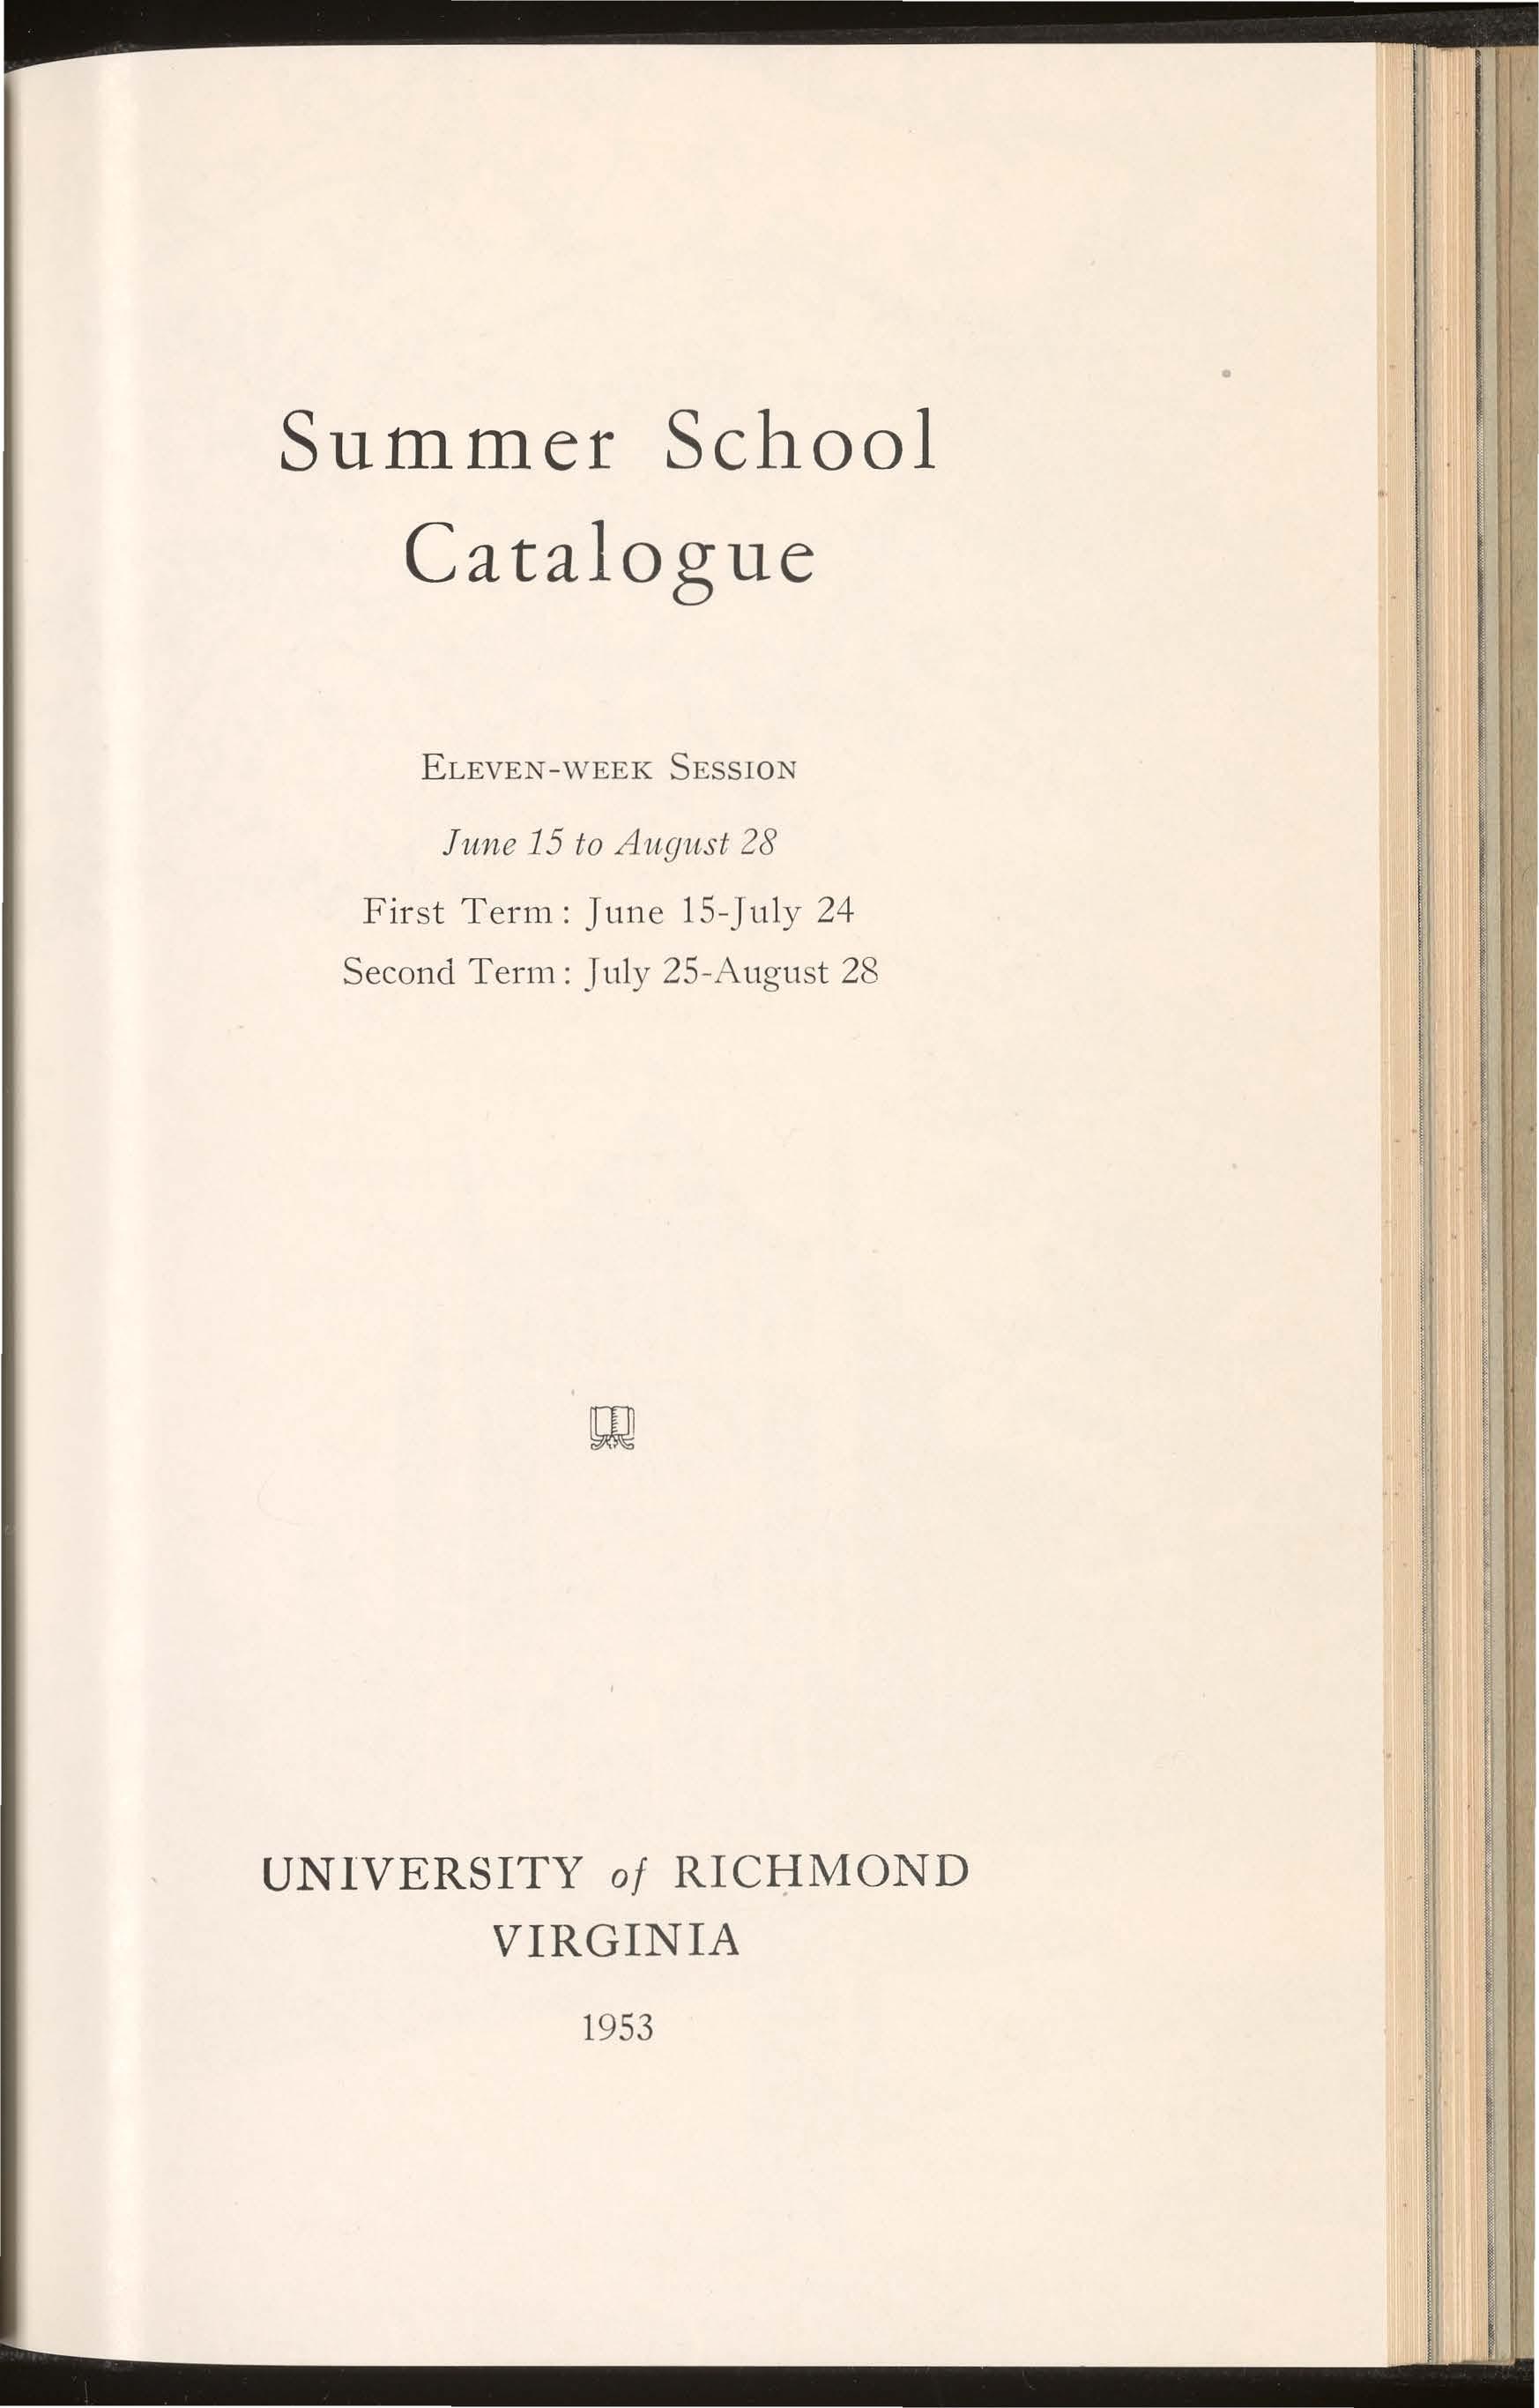 Summer School
Catalogue
ELEVEN-WEEK SESSION
June 15 to August 28
First Term: June 15-July 24
Second Term: July 25-August 28
UNIVERSITY of RICHMOND
VIRGINIA
1953